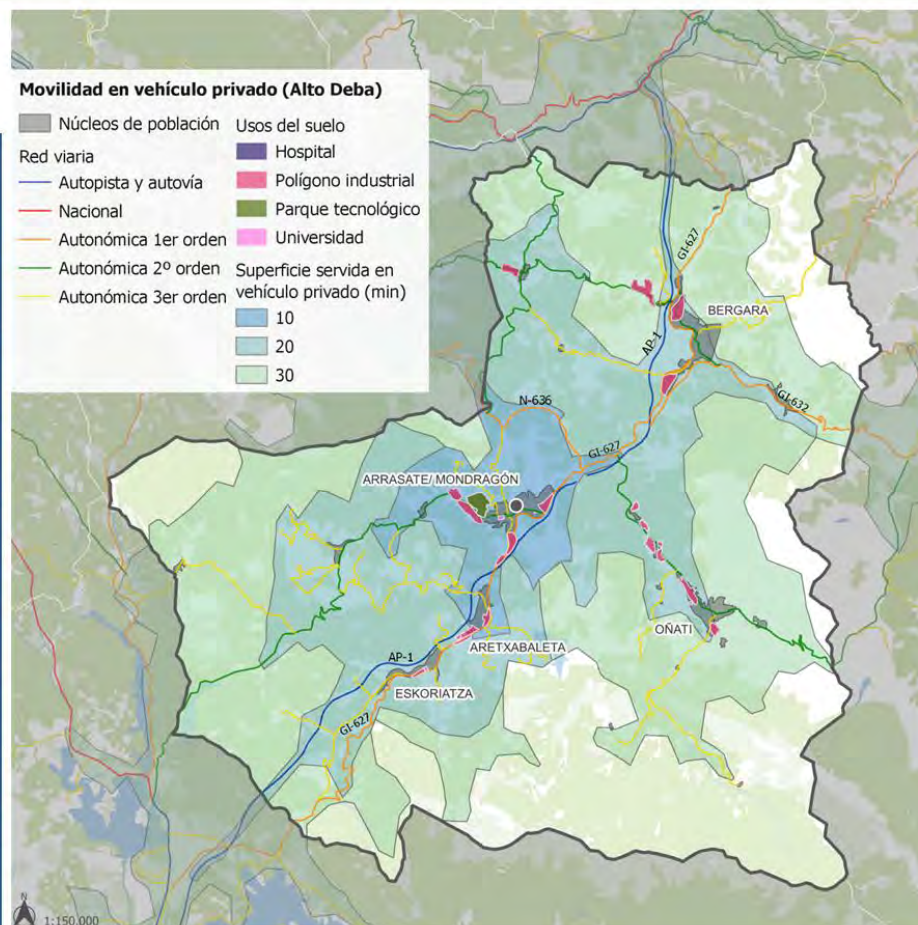 Movilidad en vehículo privado (Alto Deba)
Núcleos de población
Red viaria
Autopista y autovía
Nacional
Autonómica 1er orden
Autonómica 2º orden
Autonómica 3er orden
Usos del suelo
Hospital
Polígono industrial
Parque tecnológico
Universidad
Superficie servida en
vehículo privado (min)
10
20
30
GI-627
BERGARA
AP-1
GI-632
N-636
GI-627
ARRASATE/ MONDRAGÓN
OÑATI
ARETXABALETA
AP-1
ESKORIATZA
GI-627
N
1:150.000